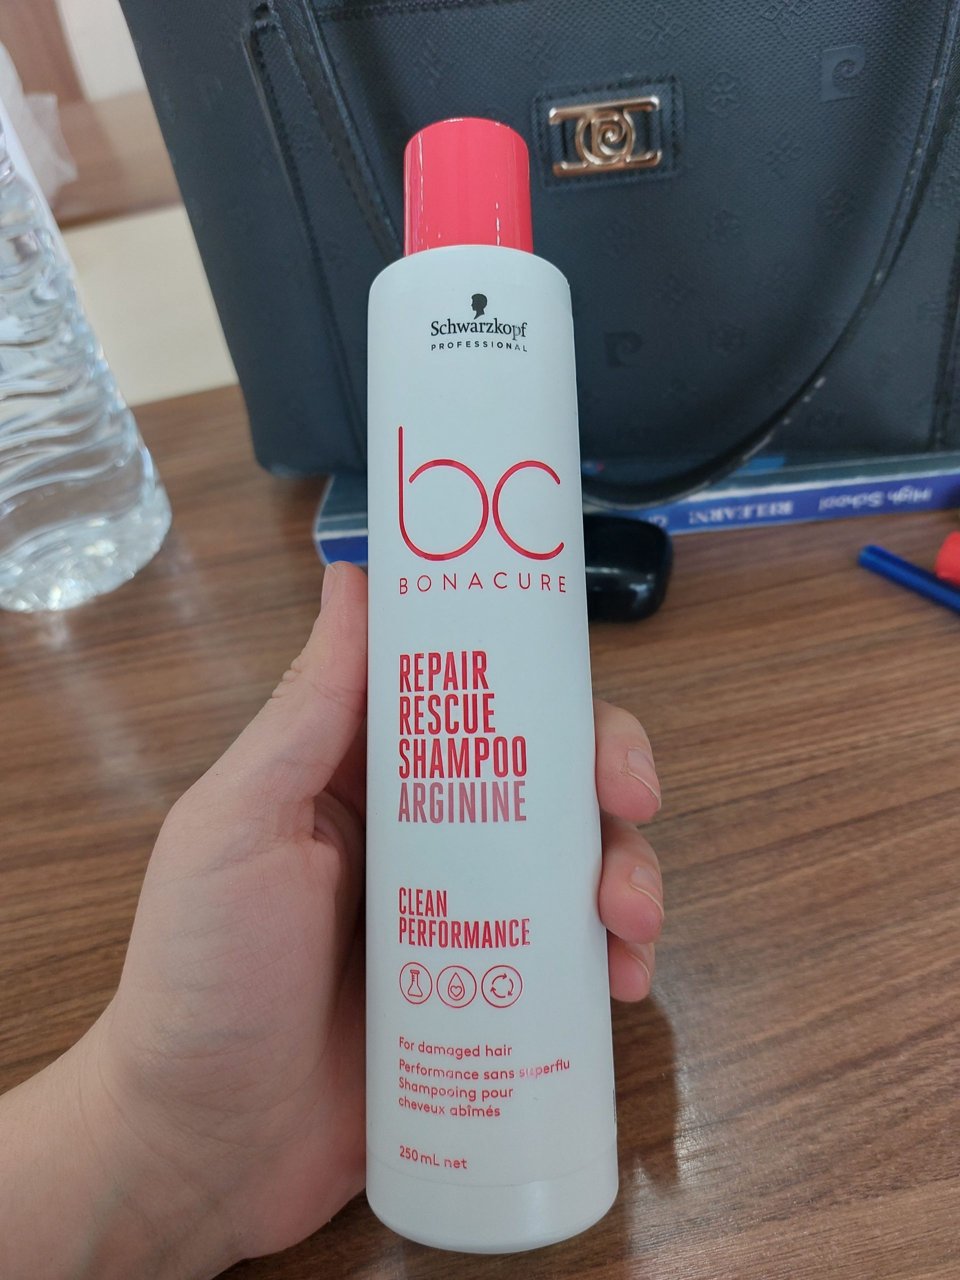 Schwarzkopf
PROFESSIONAL
bc
BONACURE
REPAIR
RESCUE
SHAMPOO
ARGININE
CLEAN
PERFORMANCE
For damaged hair
Performance sans superflu
Shampooing pour
cheveux abîmés
250 mL net
High School
RELEARN!